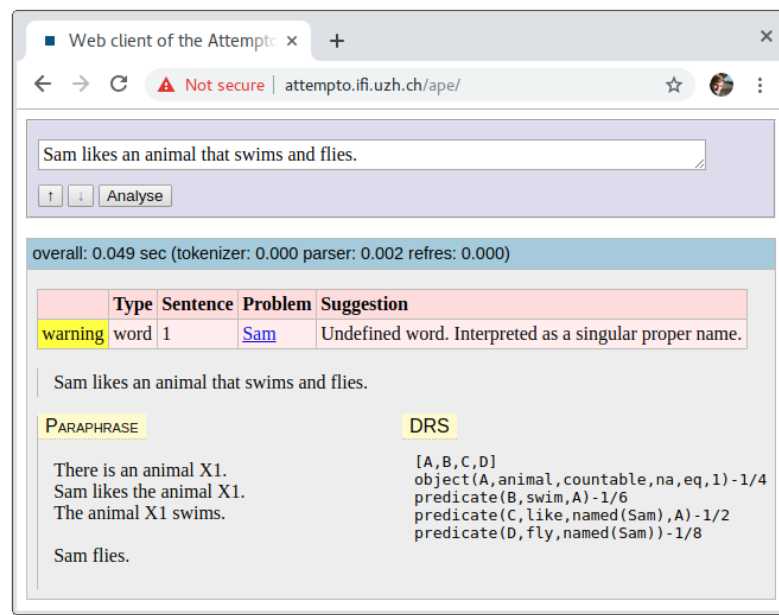 Web client of the Attempto
Not secure | attempto.ifi.uzh.ch/ape/
Sam likes an animal that swims and flies.
↑ ↓ Analyse
overall: 0.049 sec (tokenizer: 0.000 parser: 0.002 refres: 0.000)
Type Sentence Problem Suggestion
warning word 1 Sam Undefined word. Interpreted as a singular proper name.
Sam likes an animal that swims and flies.
PARAPHRASE
There is an animal X1.
Sam likes the animal X1.
The animal X1 swims.
Sam flies.
DRS
[A,B,C,D]
object(A,animal,countable,na,eq,1)-1/4
predicate(B,swim,A)-1/6
predicate(C,like,named(Sam),A)-1/2
predicate(D,fly,named(Sam))-1/8